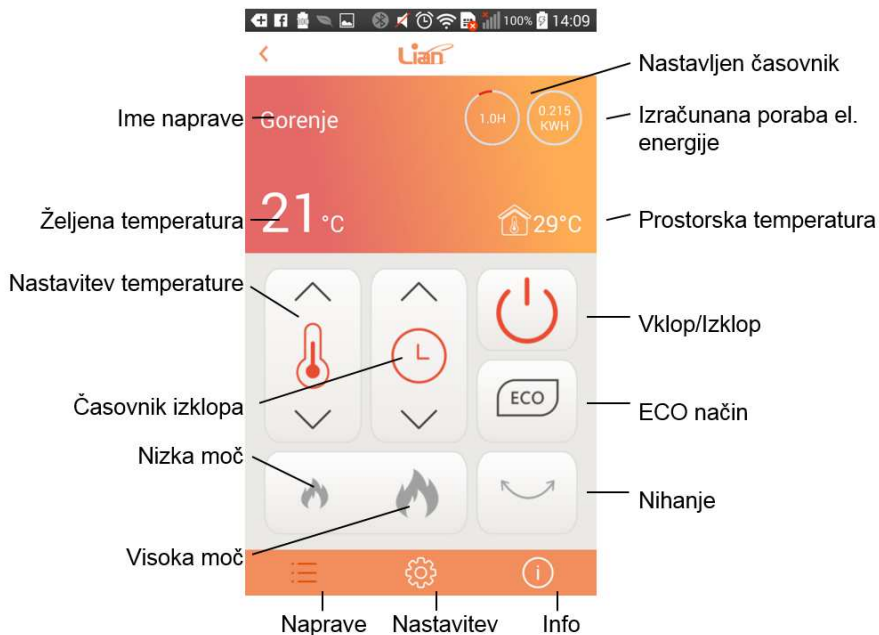 100% 14:09
Lian
Nastavljen časovnik
Ime naprave
Gorenje
1.0H
0.215
KWH
Izračunana poraba el.
energije
Željena temperatura
21 °C
29°C
Prostorska temperatura
Nastavitev temperature
Vklop/Izklop
Časovnik izklopa
ECO
ECO način
Nizka moč
Nihanje
Visoka moč
Naprave
Nastavitev
Info